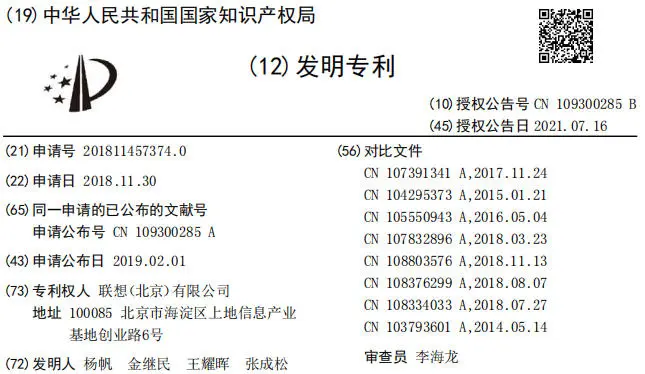 (19)中华人民共和国国家知识产权局
(12)发明专利
(10)授权公告号 CN 109300285 B
(45)授权公告日 2021.07.16
(21)申请号 201811457374.0
(22)申请日 2018.11.30
(65)同一申请的已公布的文献号
申请公布号 CN 109300285 A
(43)申请公布日 2019.02.01
(73)专利权人 联想(北京)有限公司
地址 100085 北京市海淀区上地信息产业
基地创业路6号
(72)发明人 杨帆 金继民 王耀晖 张成松
(56)对比文件
CN 107391341 A,2017.11.24
CN 104295373 A,2015.01.21
CN 105550943 A,2016.05.04
CN 107832896 A,2018.03.23
CN 108803576 A,2018.11.13
CN 108376299 A,2018.08.07
CN 108334033 A,2018.07.27
CN 103793601 A,2014.05.14
审查员 李海龙